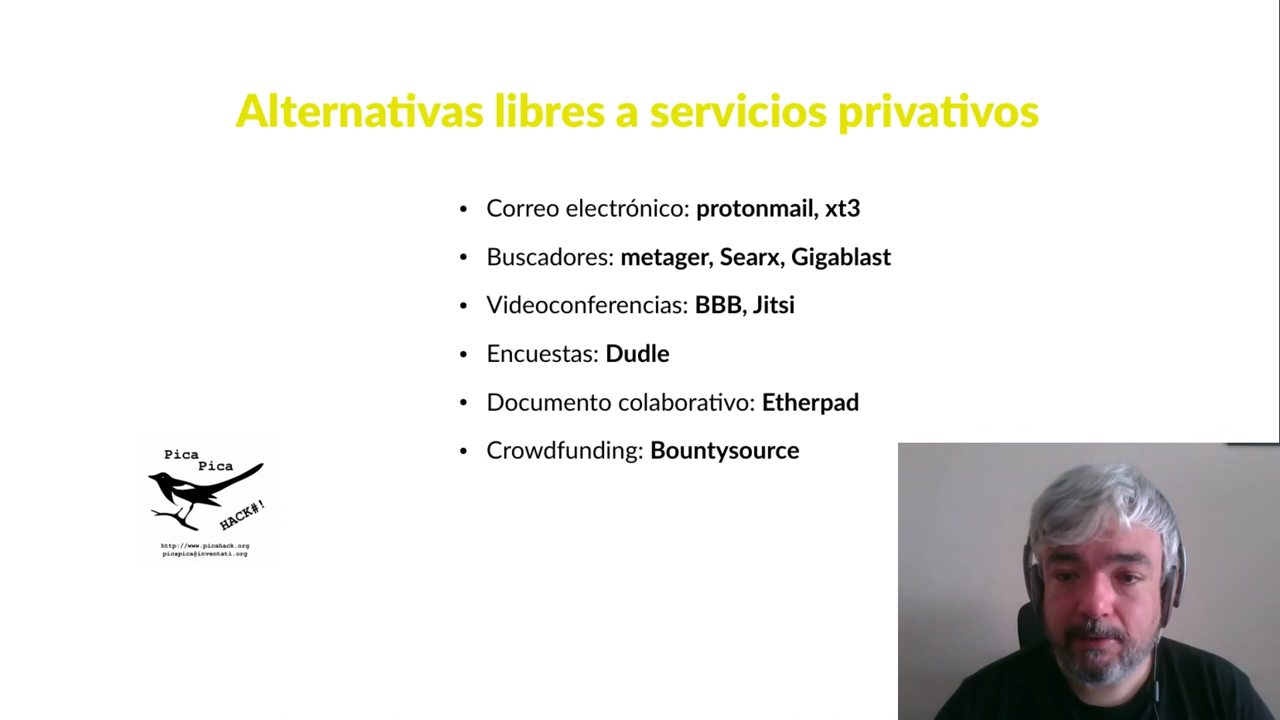 Alternativas libres a servicios privativos
• Correo electrónico: protonmail, xt3
• Buscadores: metager, Searx, Gigablast
• Videoconferencias: BBB, Jitsi
• Encuestas: Dudle
• Documento colaborativo: Etherpad
• Crowdfunding: Bountysource
Pica
Pica
HACK#!
http://www.picahack.org
picapica@inventati.org